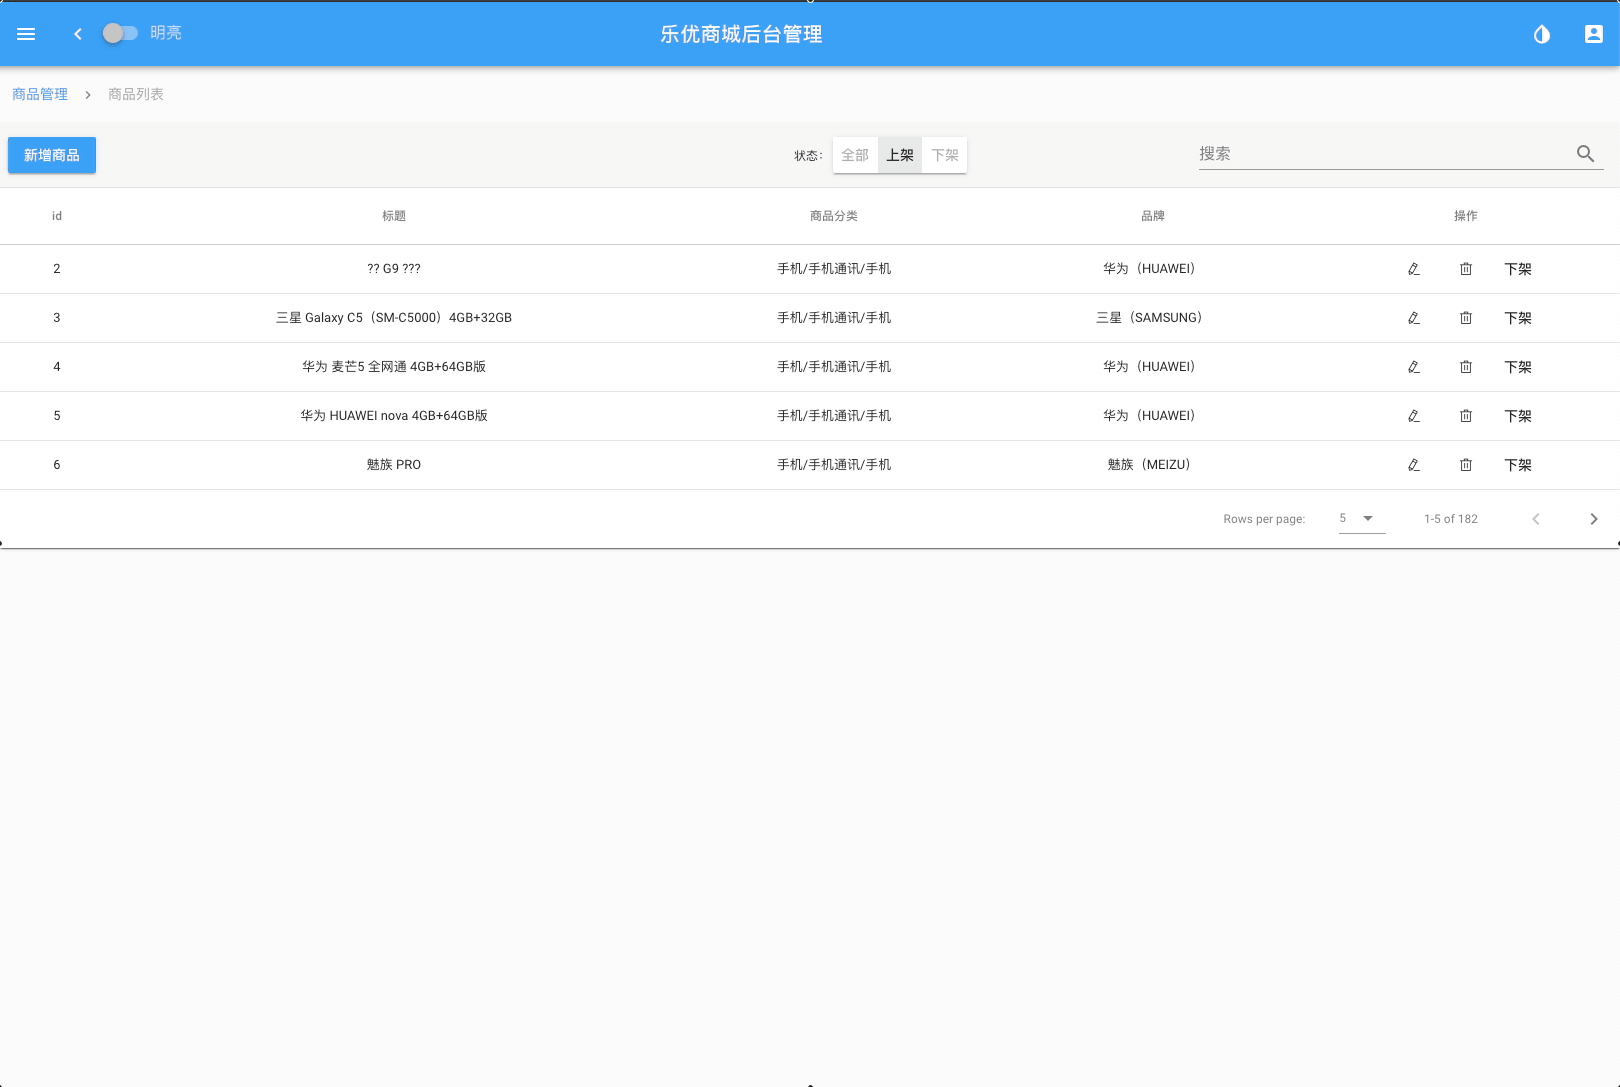 明亮 乐优商城后台管理
商品管理 商品列表
新增商品 状态： 全部 上架 下架 搜索
id 标题 商品分类 品牌 操作
2 ?? G9 ??? 手机/手机通讯/手机 华为（HUAWEI） 下架
3 三星 Galaxy C5（SM-C5000）4GB+32GB 手机/手机通讯/手机 三星（SAMSUNG） 下架
4 华为 麦芒5 全网通 4GB+64GB版 手机/手机通讯/手机 华为（HUAWEI） 下架
5 华为 HUAWEI nova 4GB+64GB版 手机/手机通讯/手机 华为（HUAWEI） 下架
6 魅族 PRO 手机/手机通讯/手机 魅族（MEIZU） 下架
Rows per page: 5 1-5 of 182